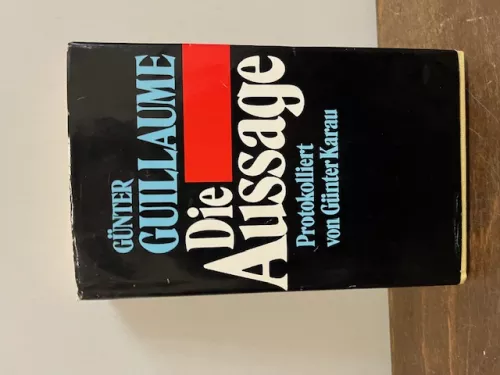 GÜNTER
GUILLAUME
Die
Aussage
Protokolliert
von Günter Karau